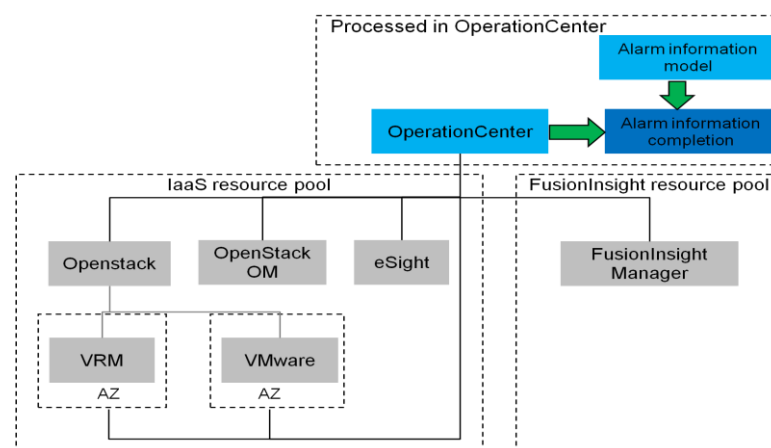 Processed in OperationCenter
Alarm information
model
OperationCenter
Alarm information
completion
IaaS resource pool
FusionInsight resource pool
Openstack
OpenStack
OM
eSight
FusionInsight
Manager
VRM
VMware
AZ
AZ